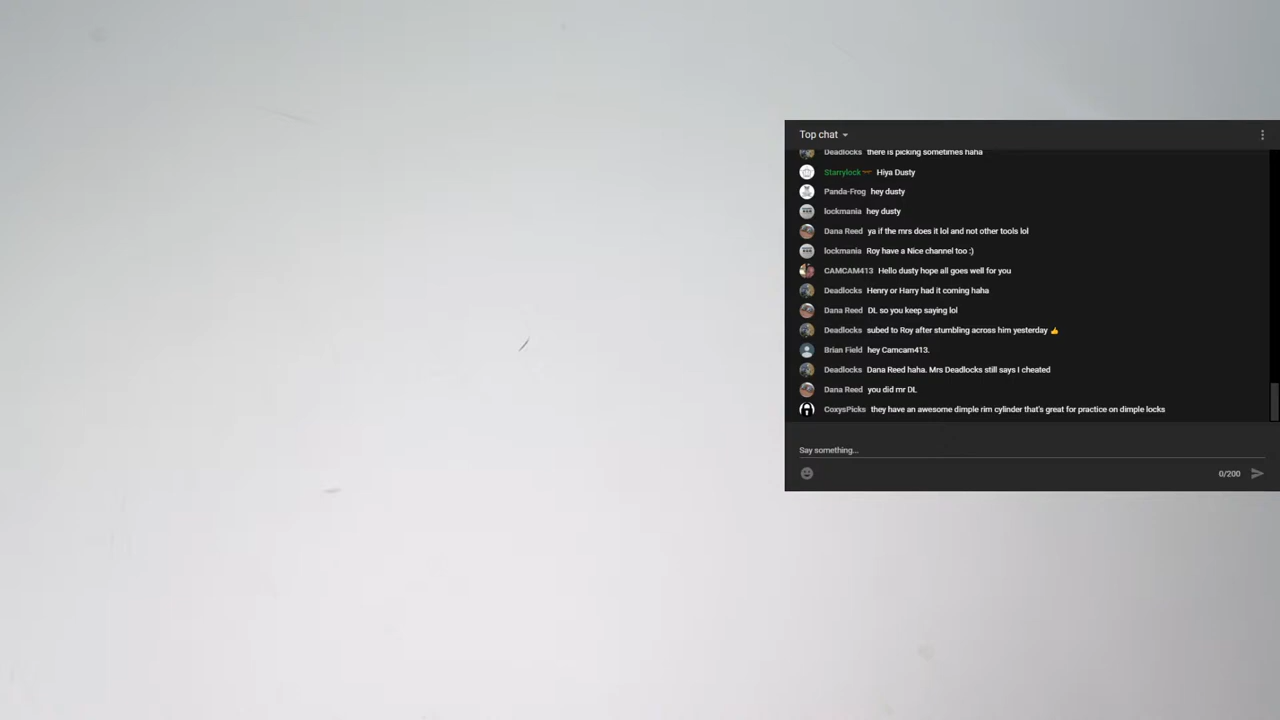 Top chat
Deadlocks there is picking sometimes haha
Starrylock Hiya Dusty
Panda-Frog hey dusty
lockmania hey dusty
Dana Reed ya if the mrs does it lol and not other tools lol
lockmania Roy have a Nice channel too :)
CAMCAM413 Hello dusty hope all goes well for you
Deadlocks Henry or Harry had it coming haha
Dana Reed DL so you keep saying lol
Deadlocks subed to Roy after stumbling across him yesterday 👍
Brian Field hey Camcam413.
Deadlocks Dana Reed haha. Mrs Deadlocks still says I cheated
Dana Reed you did mr DL
CoxysPicks they have an awesome dimple rim cylinder that's great for practice on dimple locks
Say something...
0/200